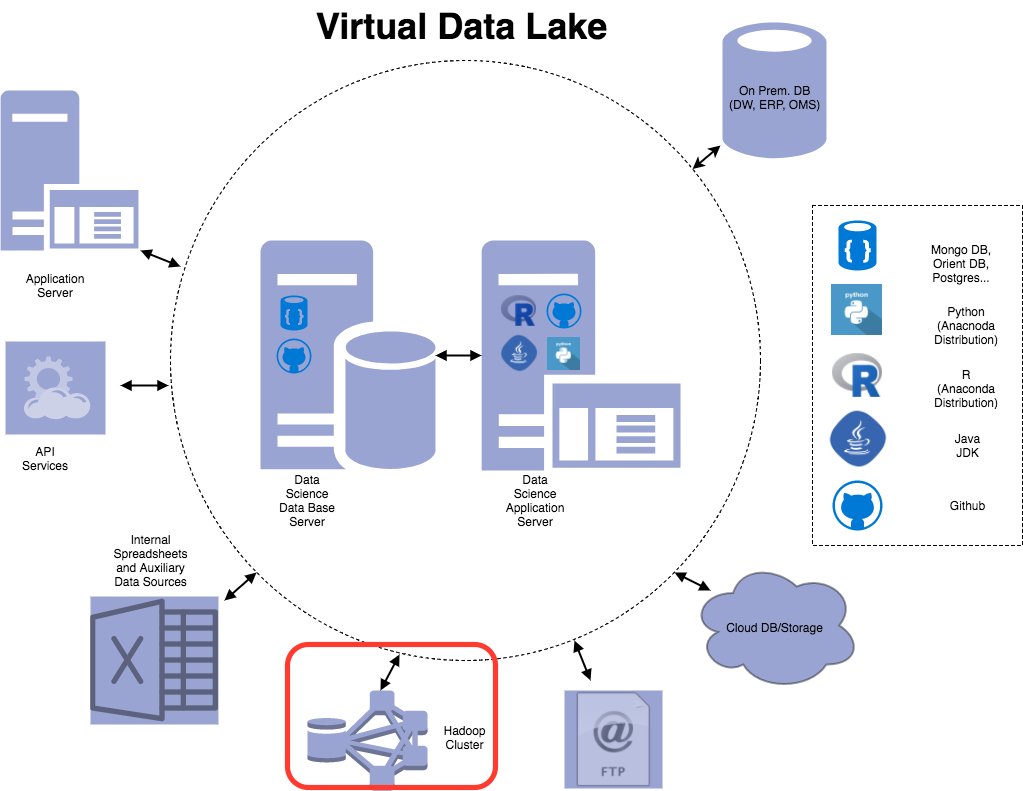 Virtual Data Lake
On Prem. DB
(DW, ERP, OMS)
Application
Server
API
Services
Data
Science
Data Base
Server
python
Data
Science
Application
Server
R
{ }
{ }
Mongo DB,
Orient DB,
Postgres...
python
Python
(Anacnoda
Distribution)
R
R
(Anaconda
Distribution)
Java
JDK
Github
Internal
Spreadsheets
and Auxiliary
Data Sources
X
Hadoop
Cluster
@
FTP
Cloud DB/Storage